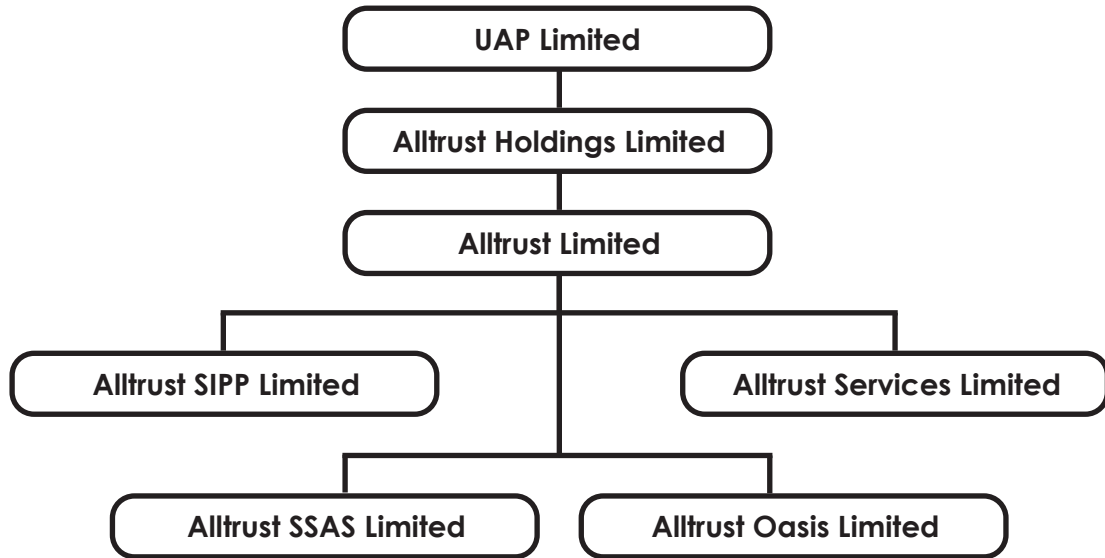 UAP Limited
Alltrust Holdings Limited
Alltrust Limited
Alltrust SIPP Limited
Alltrust Services Limited
Alltrust SSAS Limited
Alltrust Oasis Limited